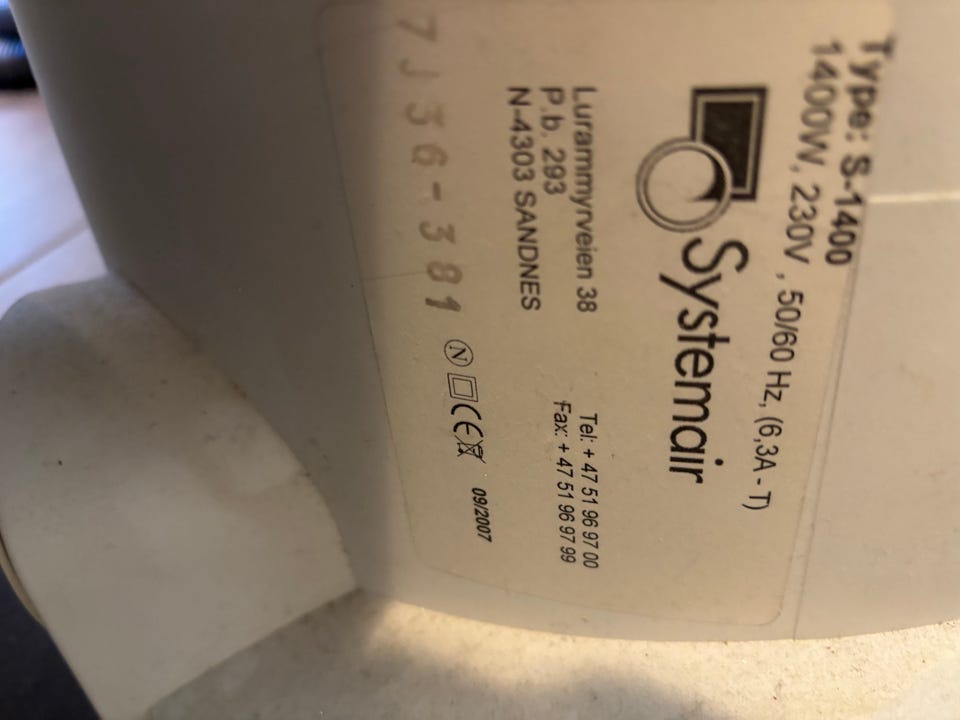 Type: S-1400
1400W, 230V , 50/60 Hz, (6,3A - T)
Systemair
Lurammyrveien 38
P.b. 293
N-4303 SANDNES
Tel: + 47 51 96 97 00
Fax: + 47 51 96 97 99
N CE 09/2007
7J36-381